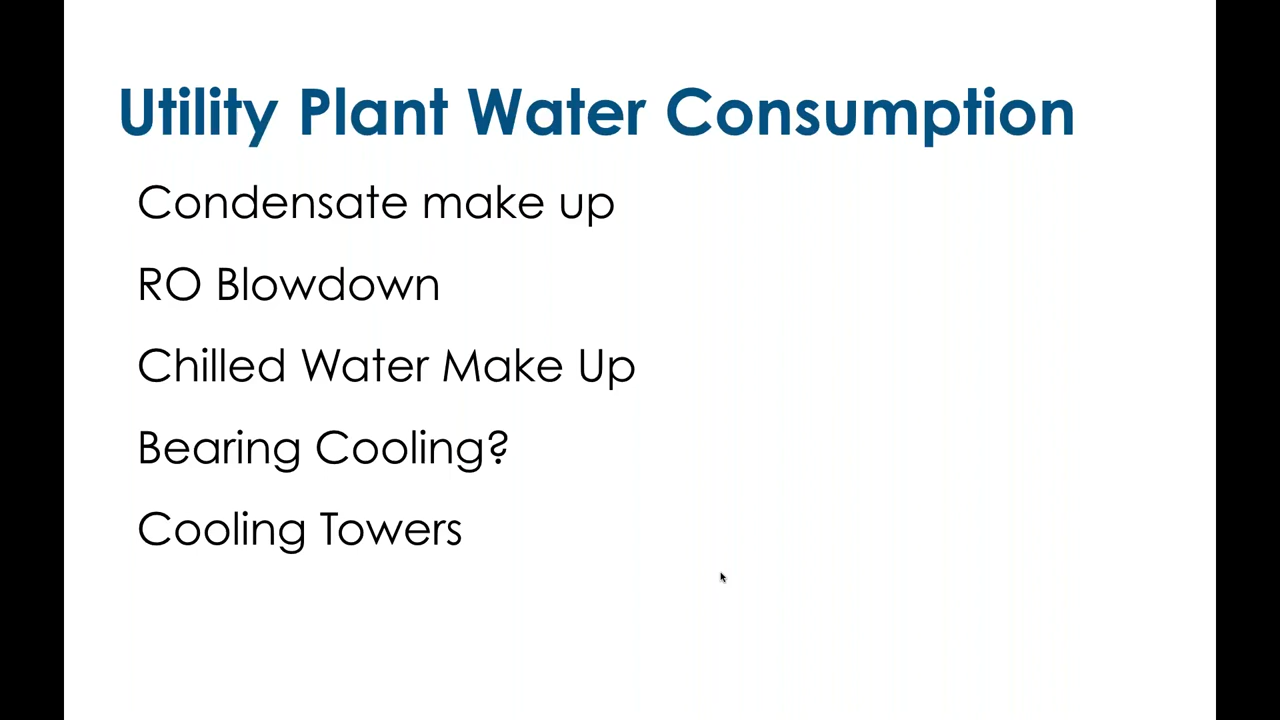 Utility Plant Water Consumption
Condensate make up
RO Blowdown
Chilled Water Make Up
Bearing Cooling?
Cooling Towers